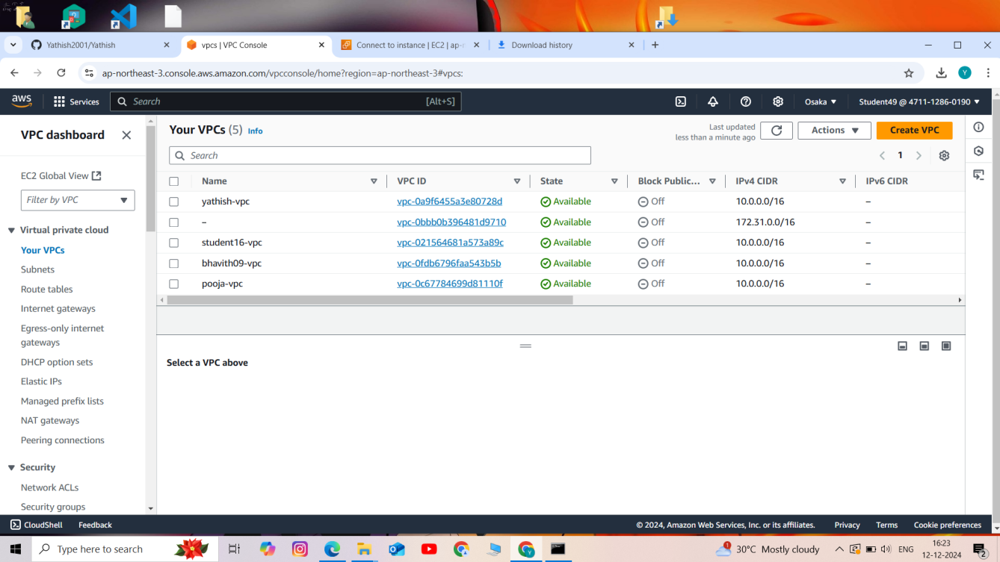 Yathish2001/Yathish
vpcs | VPC Console
Connect to instance | EC2 | ap-n
Download history
ap-northeast-3.console.aws.amazon.com/vpcconsole/home?region=ap-northeast-3#vpcs:
Y
aws
Services
Search
[Alt+S]
Osaka
Student49 @ 4711-1286-0190
VPC dashboard
EC2 Global View
Filter by VPC
Virtual private cloud
Your VPCs
Subnets
Route tables
Internet gateways
Egress-only internet
gateways
DHCP option sets
Elastic IPs
Managed prefix lists
NAT gateways
Peering connections
Security
Network ACLs
Security groups
Your VPCs (5) Info
Last updated
less than a minute ago
Actions
Create VPC
Search
1
Name VPC ID State Block Public... IPv4 CIDR IPv6 CIDR
yathish-vpc vpc-0a9f6455a3e80728d Available Off 10.0.0.0/16 –
– vpc-0bbb0b396481d9710 Available Off 172.31.0.0/16 –
student16-vpc vpc-021564681a573a89c Available Off 10.0.0.0/16 –
bhavith09-vpc vpc-0fdb6796faa543b5b Available Off 10.0.0.0/16 –
pooja-vpc vpc-0c67784699d81110f Available Off 10.0.0.0/16 –
Select a VPC above
CloudShell Feedback
© 2024, Amazon Web Services, Inc. or its affiliates. Privacy Terms Cookie preferences
Type here to search
1
30°C Mostly cloudy
ENG
16:23
12-12-2024
2